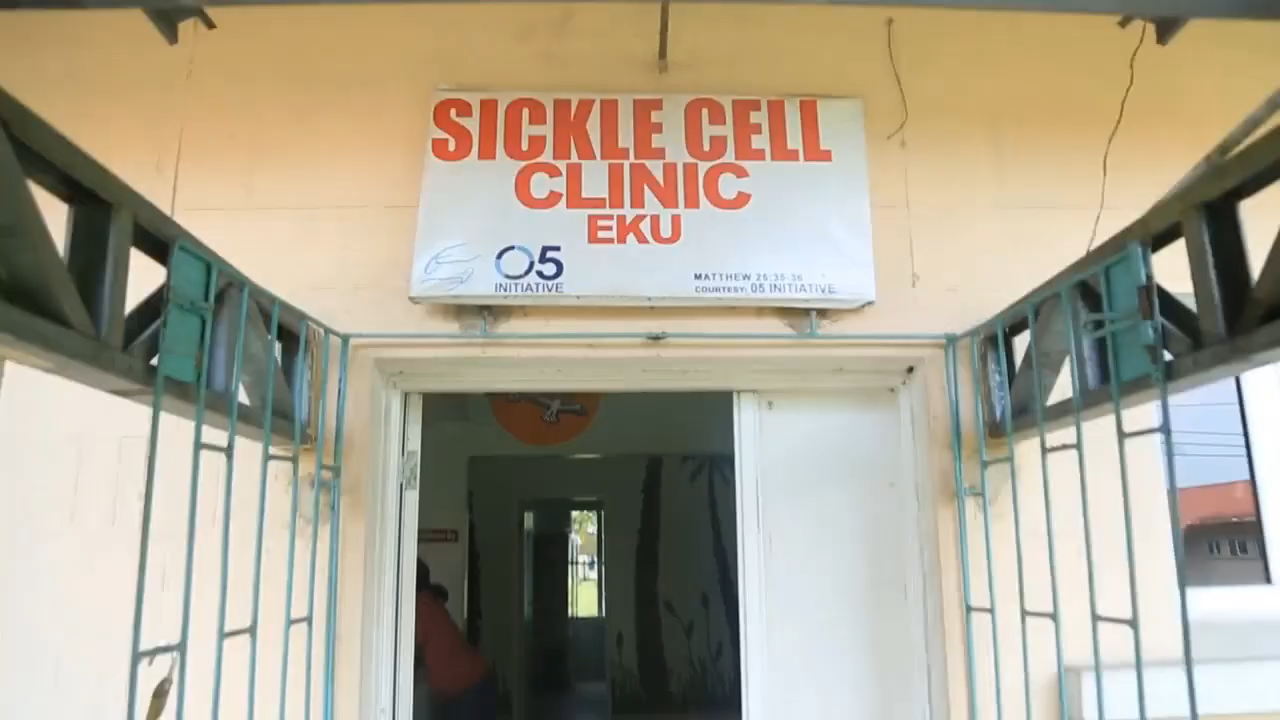 SICKLE CELL
CLINIC
EKU
05
INITIATIVE
MATTHEW 25:35-36
COURTESY: 05 INITIATIVE